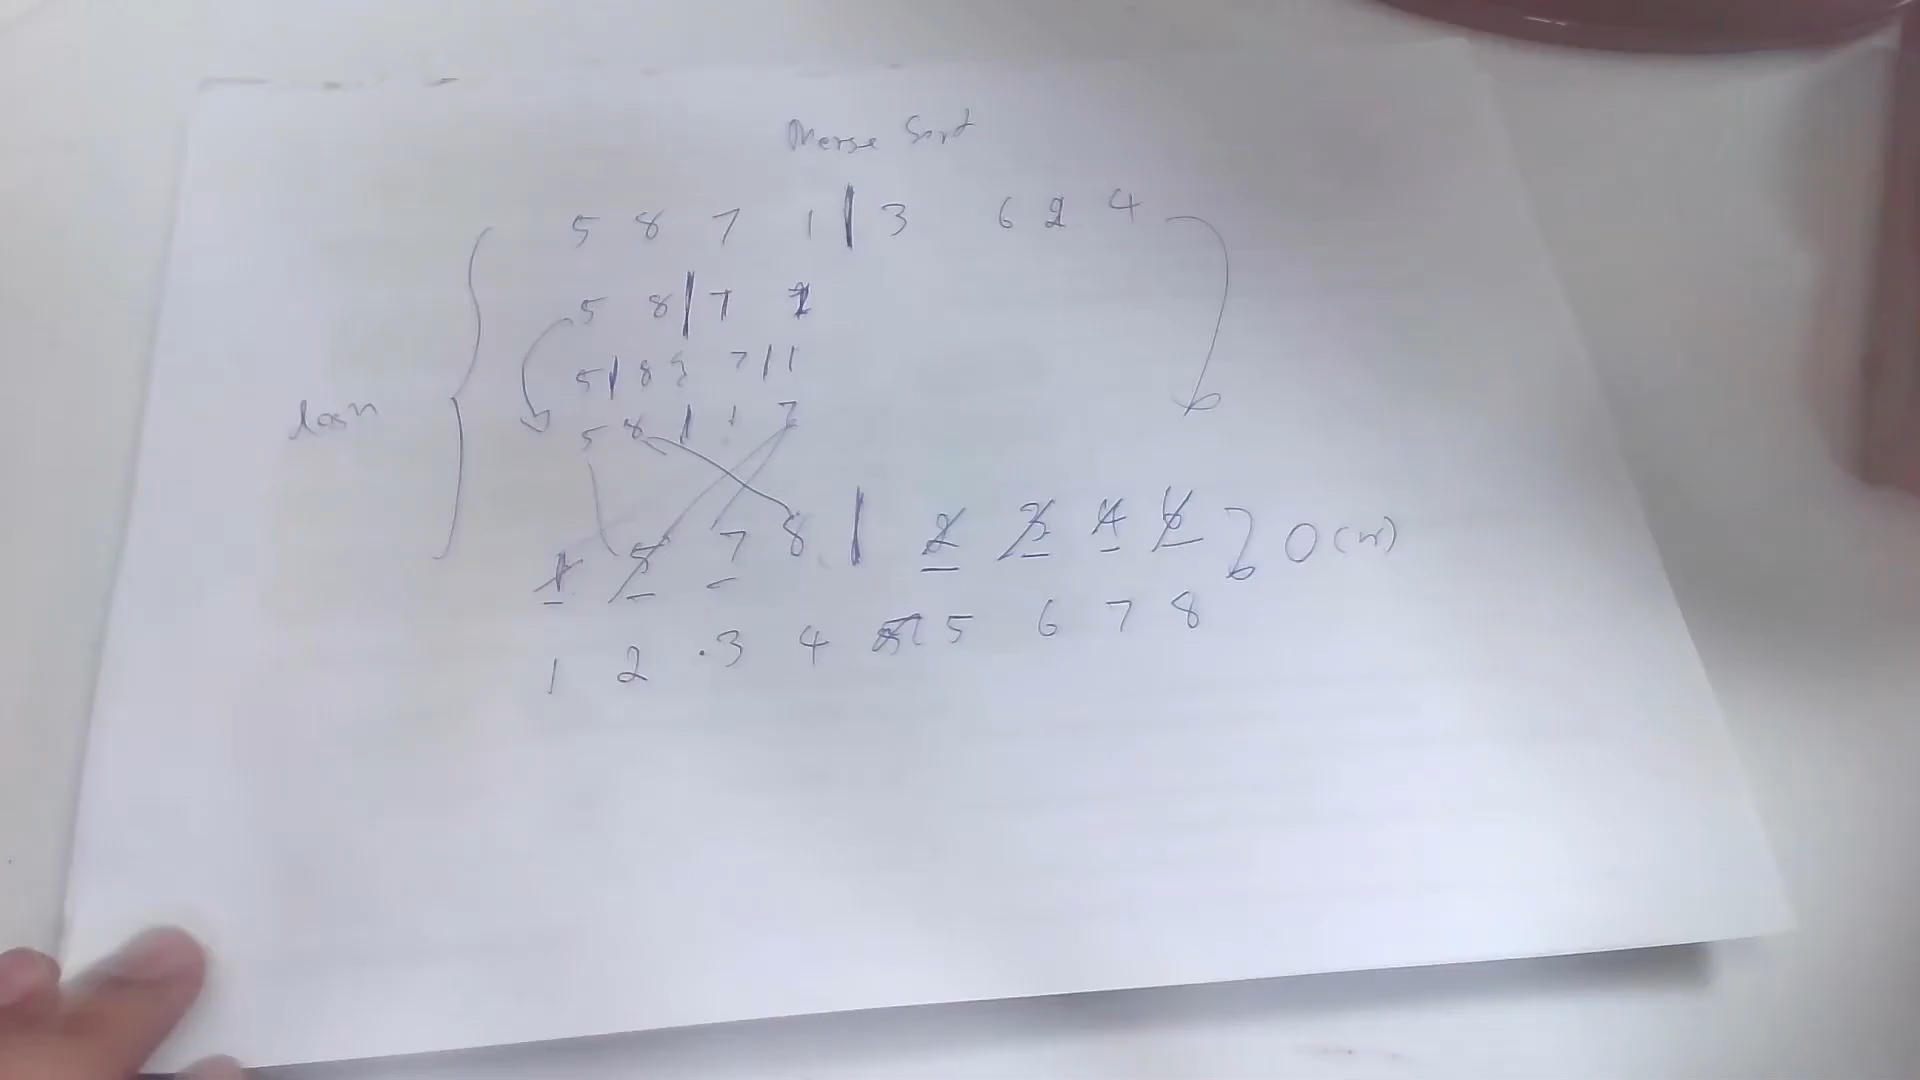 Merge Sort
5 8 7 1 | 3 6 2 4
5 8 | 7 1
5 | 8 7 | 1
log n
5 8 | 1 7
1 5 7 8 | 2 3 4 6 O(n)
1 2 3 4 5 6 7 8